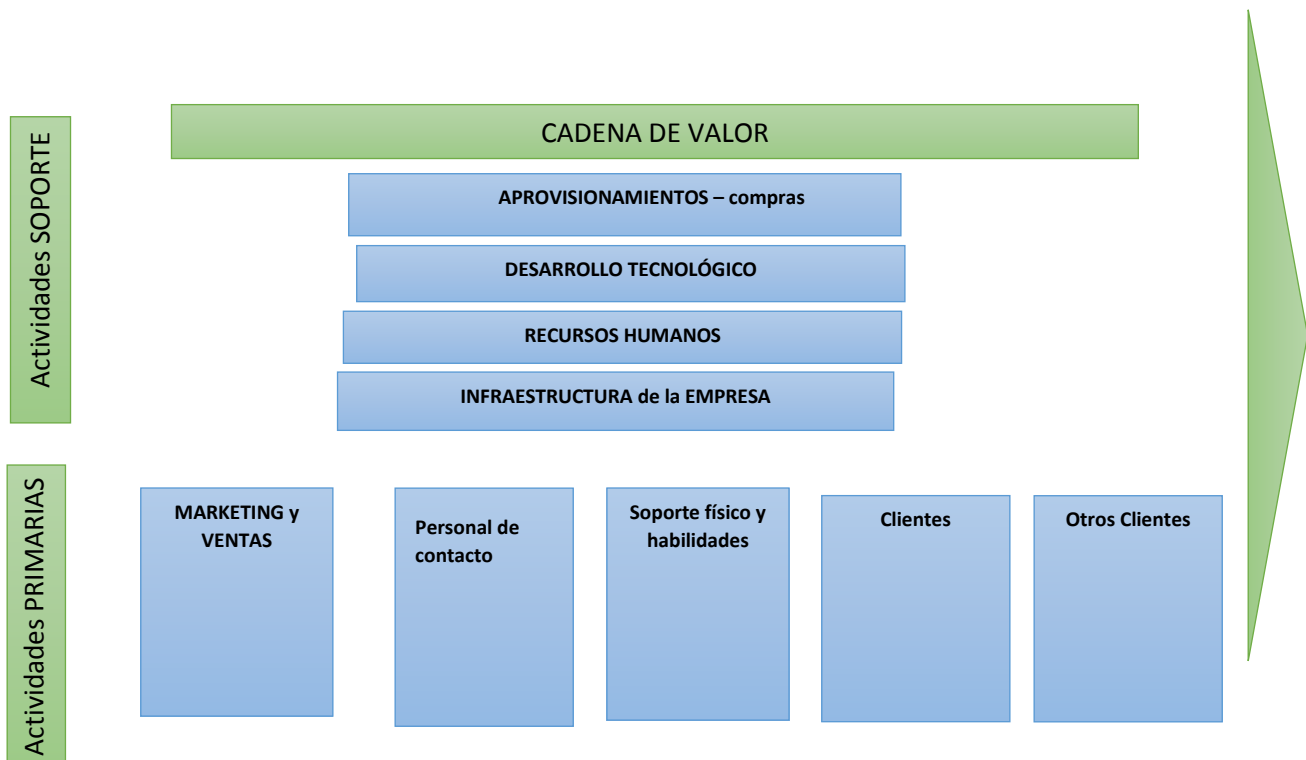 CADENA DE VALOR
Actividades SOPORTE
APROVISIONAMIENTOS – compras
DESARROLLO TECNOLÓGICO
RECURSOS HUMANOS
INFRAESTRUCTURA de la EMPRESA
Actividades PRIMARIAS
MARKETING y
VENTAS
Personal de
contacto
Soporte físico y
habilidades
Clientes
Otros Clientes